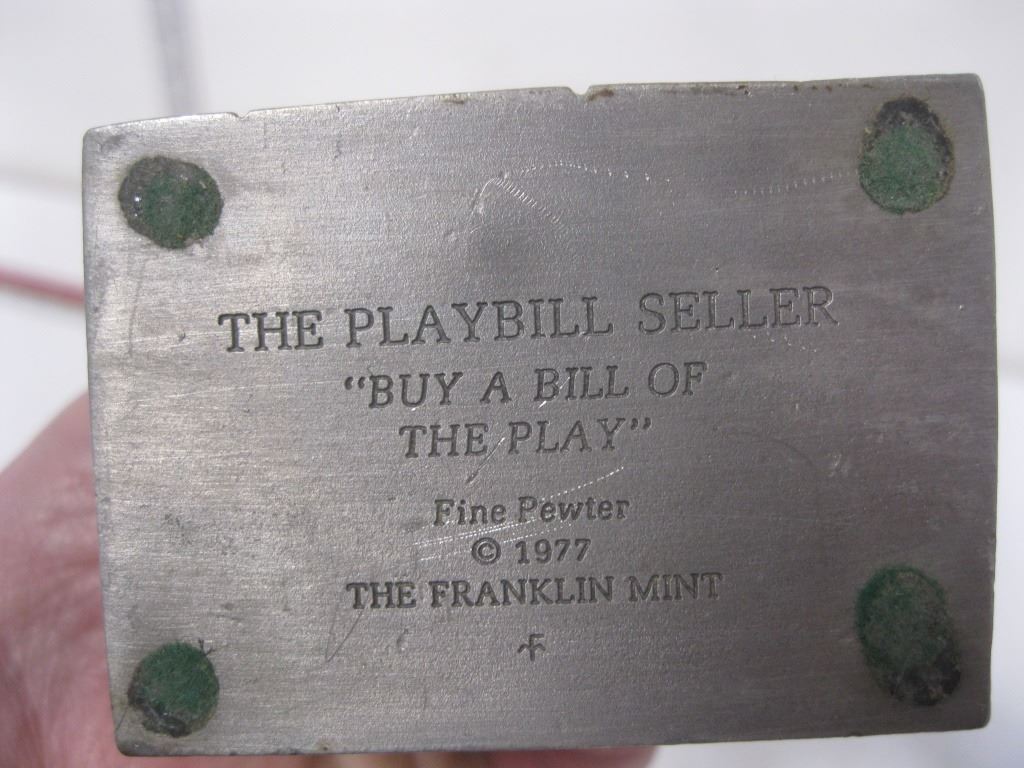 THE PLAYBILL SELLER
“BUY A BILL OF
THE PLAY”
Fine Pewter
© 1977
THE FRANKLIN MINT